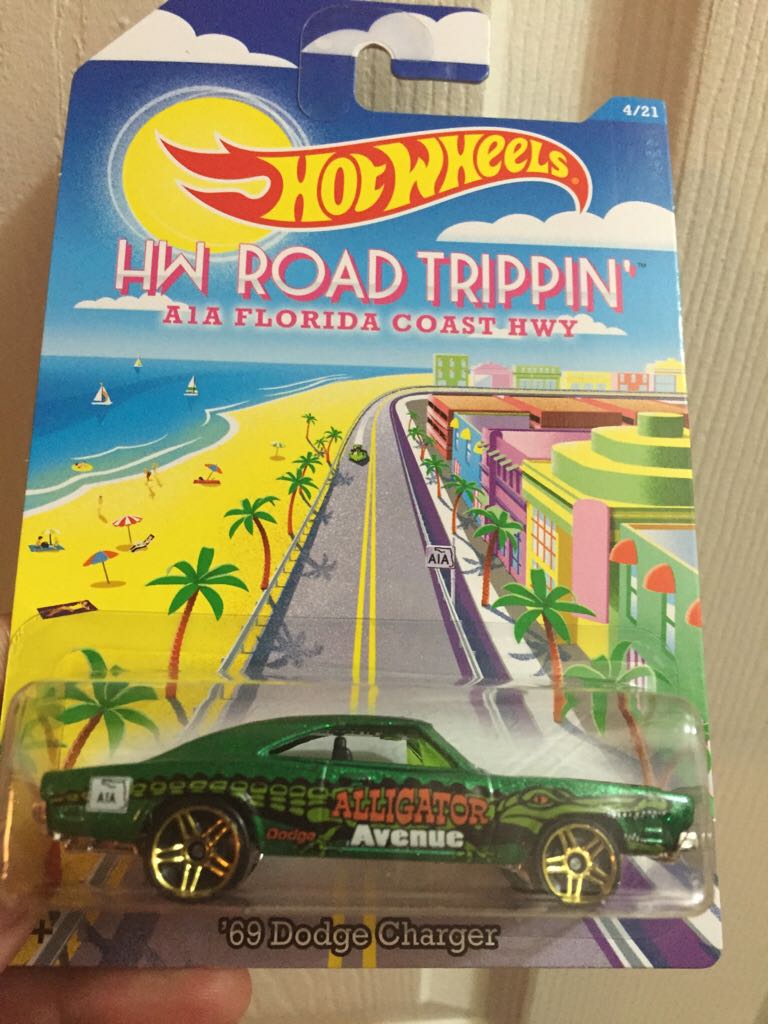 4/21
HOT WHEELS®
HW ROAD TRIPPIN'™
A1A FLORIDA COAST HWY
A1A
A1A
ALLIGATOR
Dodge Avenue
'69 Dodge Charger